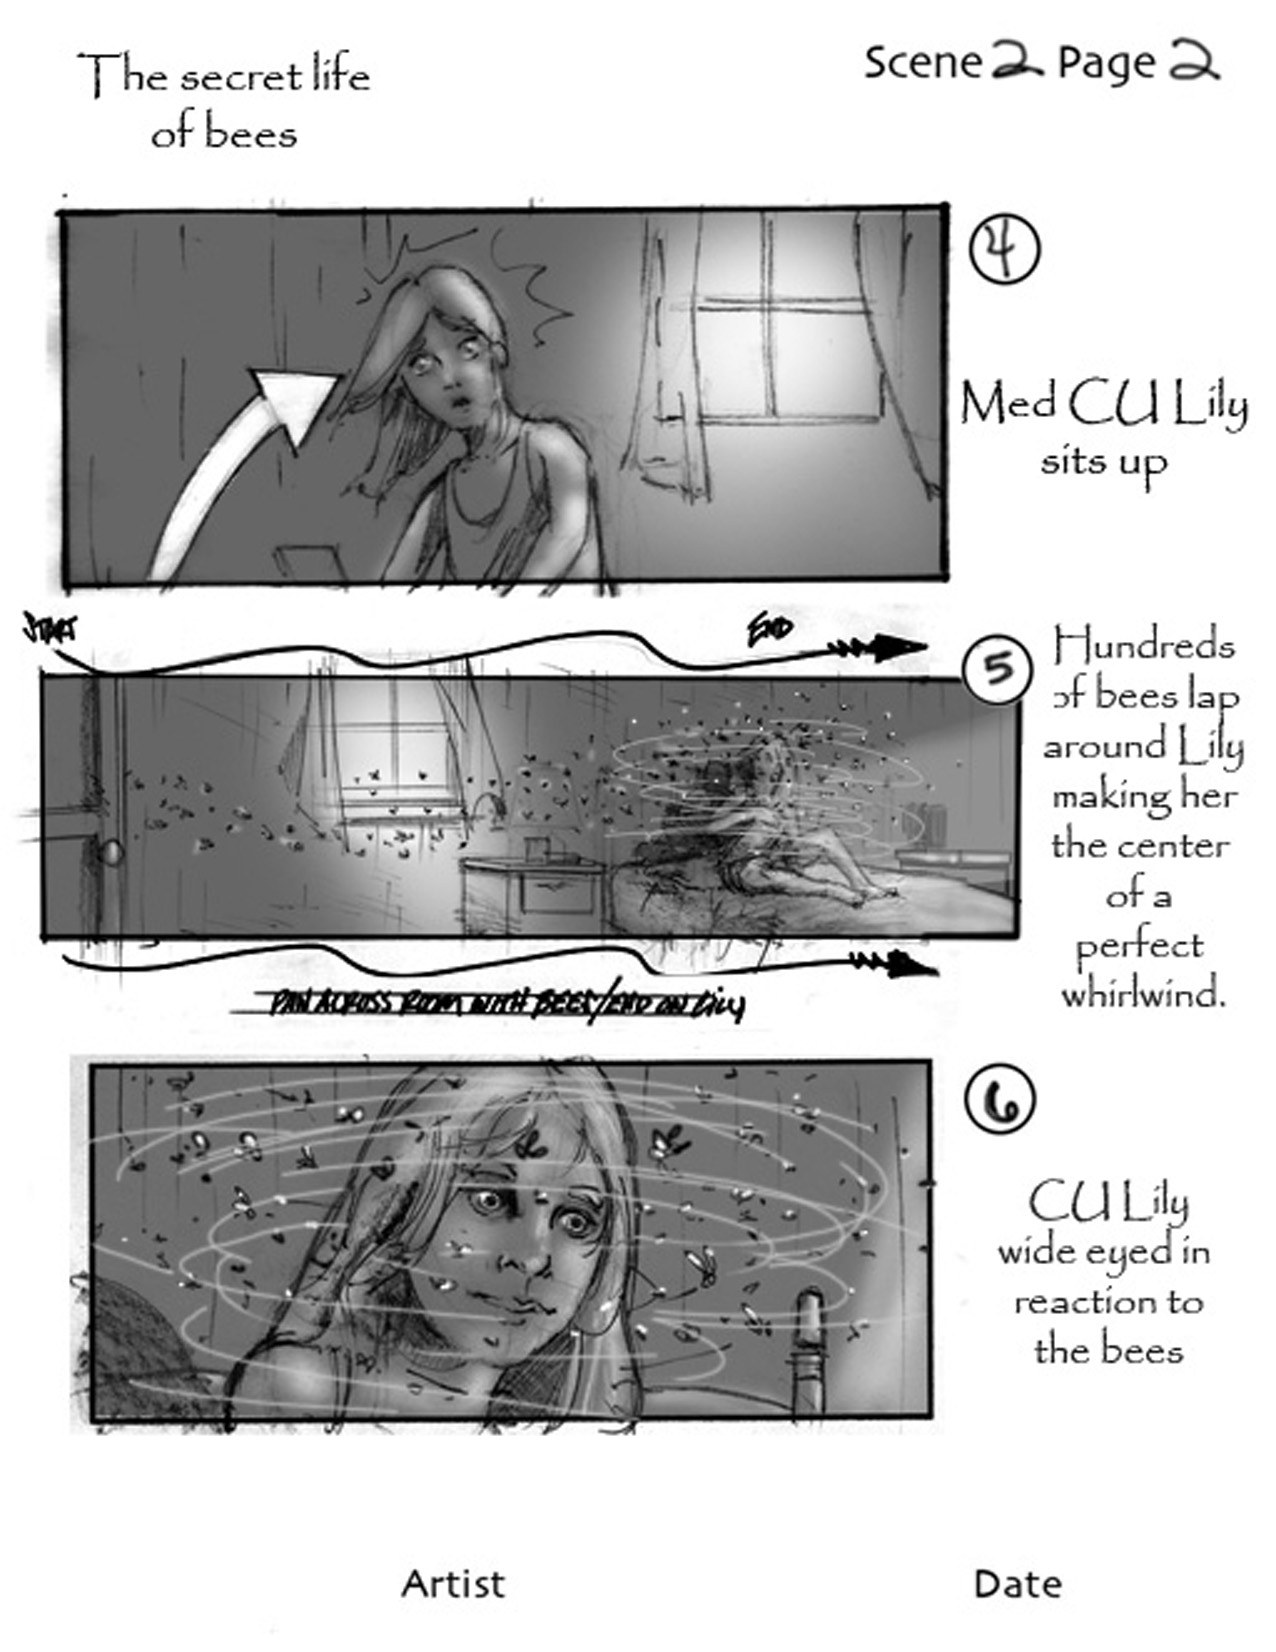 The secret life
of bees
Scene 2 Page 2
4
Med CU Lily
sits up
START
END
5
Hundreds
of bees lap
around Lily
making her
the center
of a
perfect
whirlwind.
PAN ACROSS ROOM WITH BEES/END ON LILY
6
CU Lily
wide eyed in
reaction to
the bees
Artist
Date